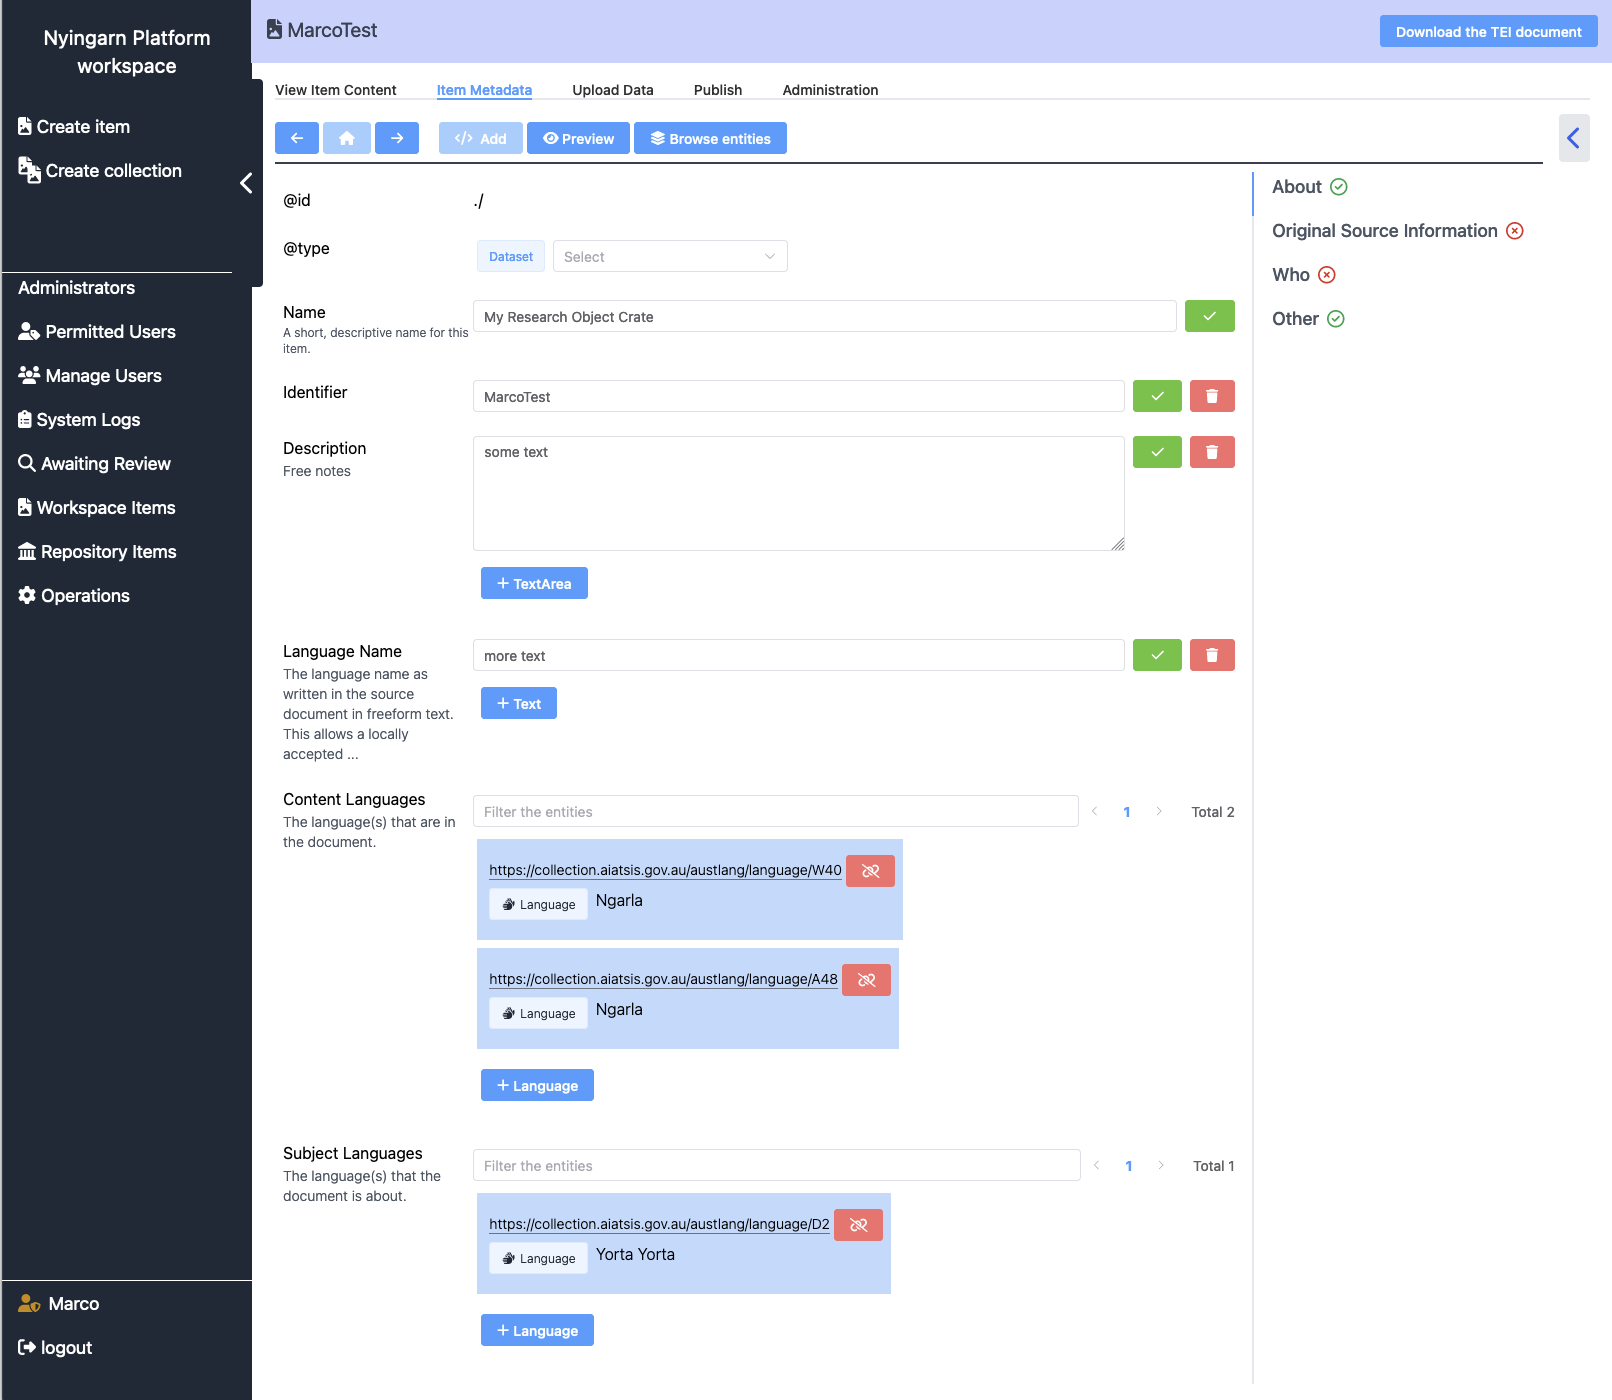 Nyingarn Platform
workspace
Create item
Create collection
Administrators
Permitted Users
Manage Users
System Logs
Awaiting Review
Workspace Items
Repository Items
Operations
Marco
logout
MarcoTest
Download the TEI document
View Item Content
Item Metadata
Upload Data
Publish
Administration
</> Add
Preview
Browse entities
@id
./
@type
Dataset
Select
Name
A short, descriptive name for this
item.
My Research Object Crate
Identifier
MarcoTest
Description
Free notes
some text
+ TextArea
Language Name
The language name as
written in the source
document in freeform text.
This allows a locally
accepted ...
more text
+ Text
Content Languages
The language(s) that are in
the document.
Filter the entities
1
Total 2
https://collection.aiatsis.gov.au/austlang/language/W40
Language
Ngarla
https://collection.aiatsis.gov.au/austlang/language/A48
Language
Ngarla
+ Language
Subject Languages
The language(s) that the
document is about.
Filter the entities
1
Total 1
https://collection.aiatsis.gov.au/austlang/language/D2
Language
Yorta Yorta
+ Language
About
Original Source Information
Who
Other